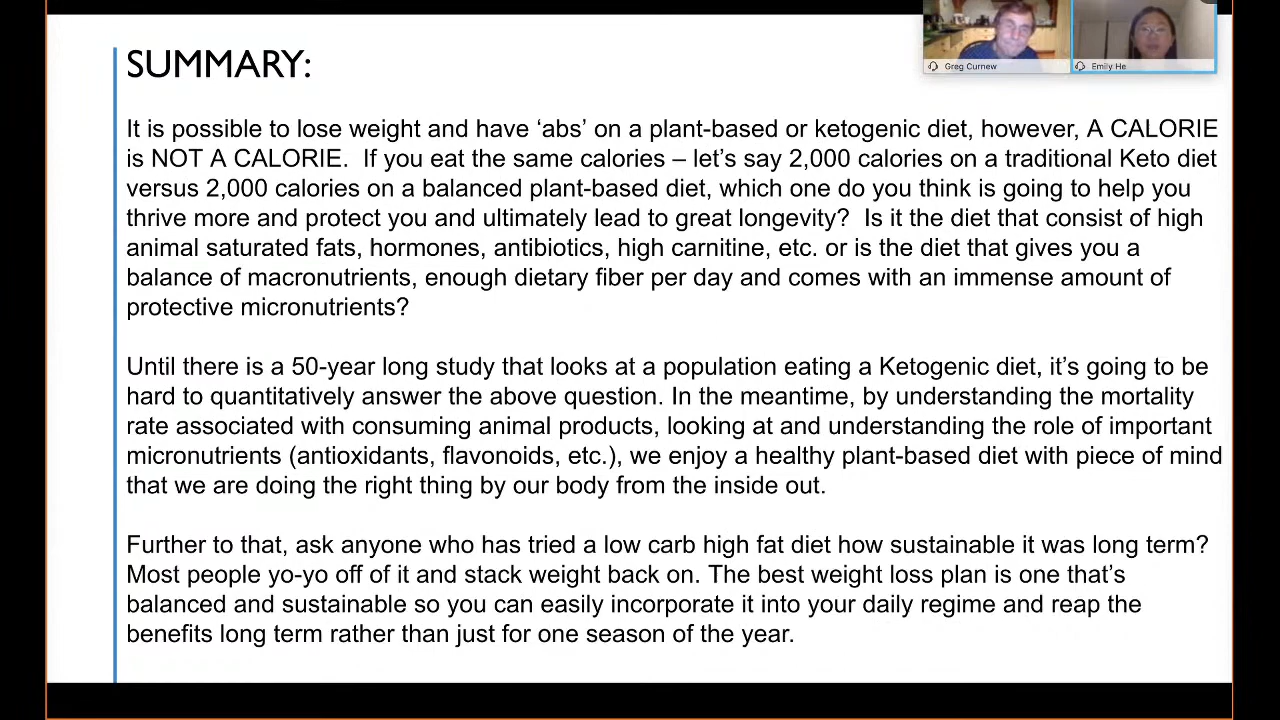 Greg Curnew
Emily He
SUMMARY:
It is possible to lose weight and have ‘abs’ on a plant-based or ketogenic diet, however, A CALORIE
is NOT A CALORIE.  If you eat the same calories – let’s say 2,000 calories on a traditional Keto diet
versus 2,000 calories on a balanced plant-based diet, which one do you think is going to help you
thrive more and protect you and ultimately lead to great longevity?  Is it the diet that consist of high
animal saturated fats, hormones, antibiotics, high carnitine, etc. or is the diet that gives you a
balance of macronutrients, enough dietary fiber per day and comes with an immense amount of
protective micronutrients?
Until there is a 50-year long study that looks at a population eating a Ketogenic diet, it’s going to be
hard to quantitatively answer the above question. In the meantime, by understanding the mortality
rate associated with consuming animal products, looking at and understanding the role of important
micronutrients (antioxidants, flavonoids, etc.), we enjoy a healthy plant-based diet with piece of mind
that we are doing the right thing by our body from the inside out.
Further to that, ask anyone who has tried a low carb high fat diet how sustainable it was long term?
Most people yo-yo off of it and stack weight back on. The best weight loss plan is one that’s
balanced and sustainable so you can easily incorporate it into your daily regime and reap the
benefits long term rather than just for one season of the year.